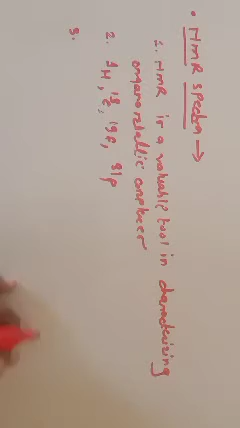 • NMR spectra →
1. NMR is a valuable tool in characterizing
organometallic complexes
2. ¹H, ¹³C, ¹⁹F, ³¹P
3.